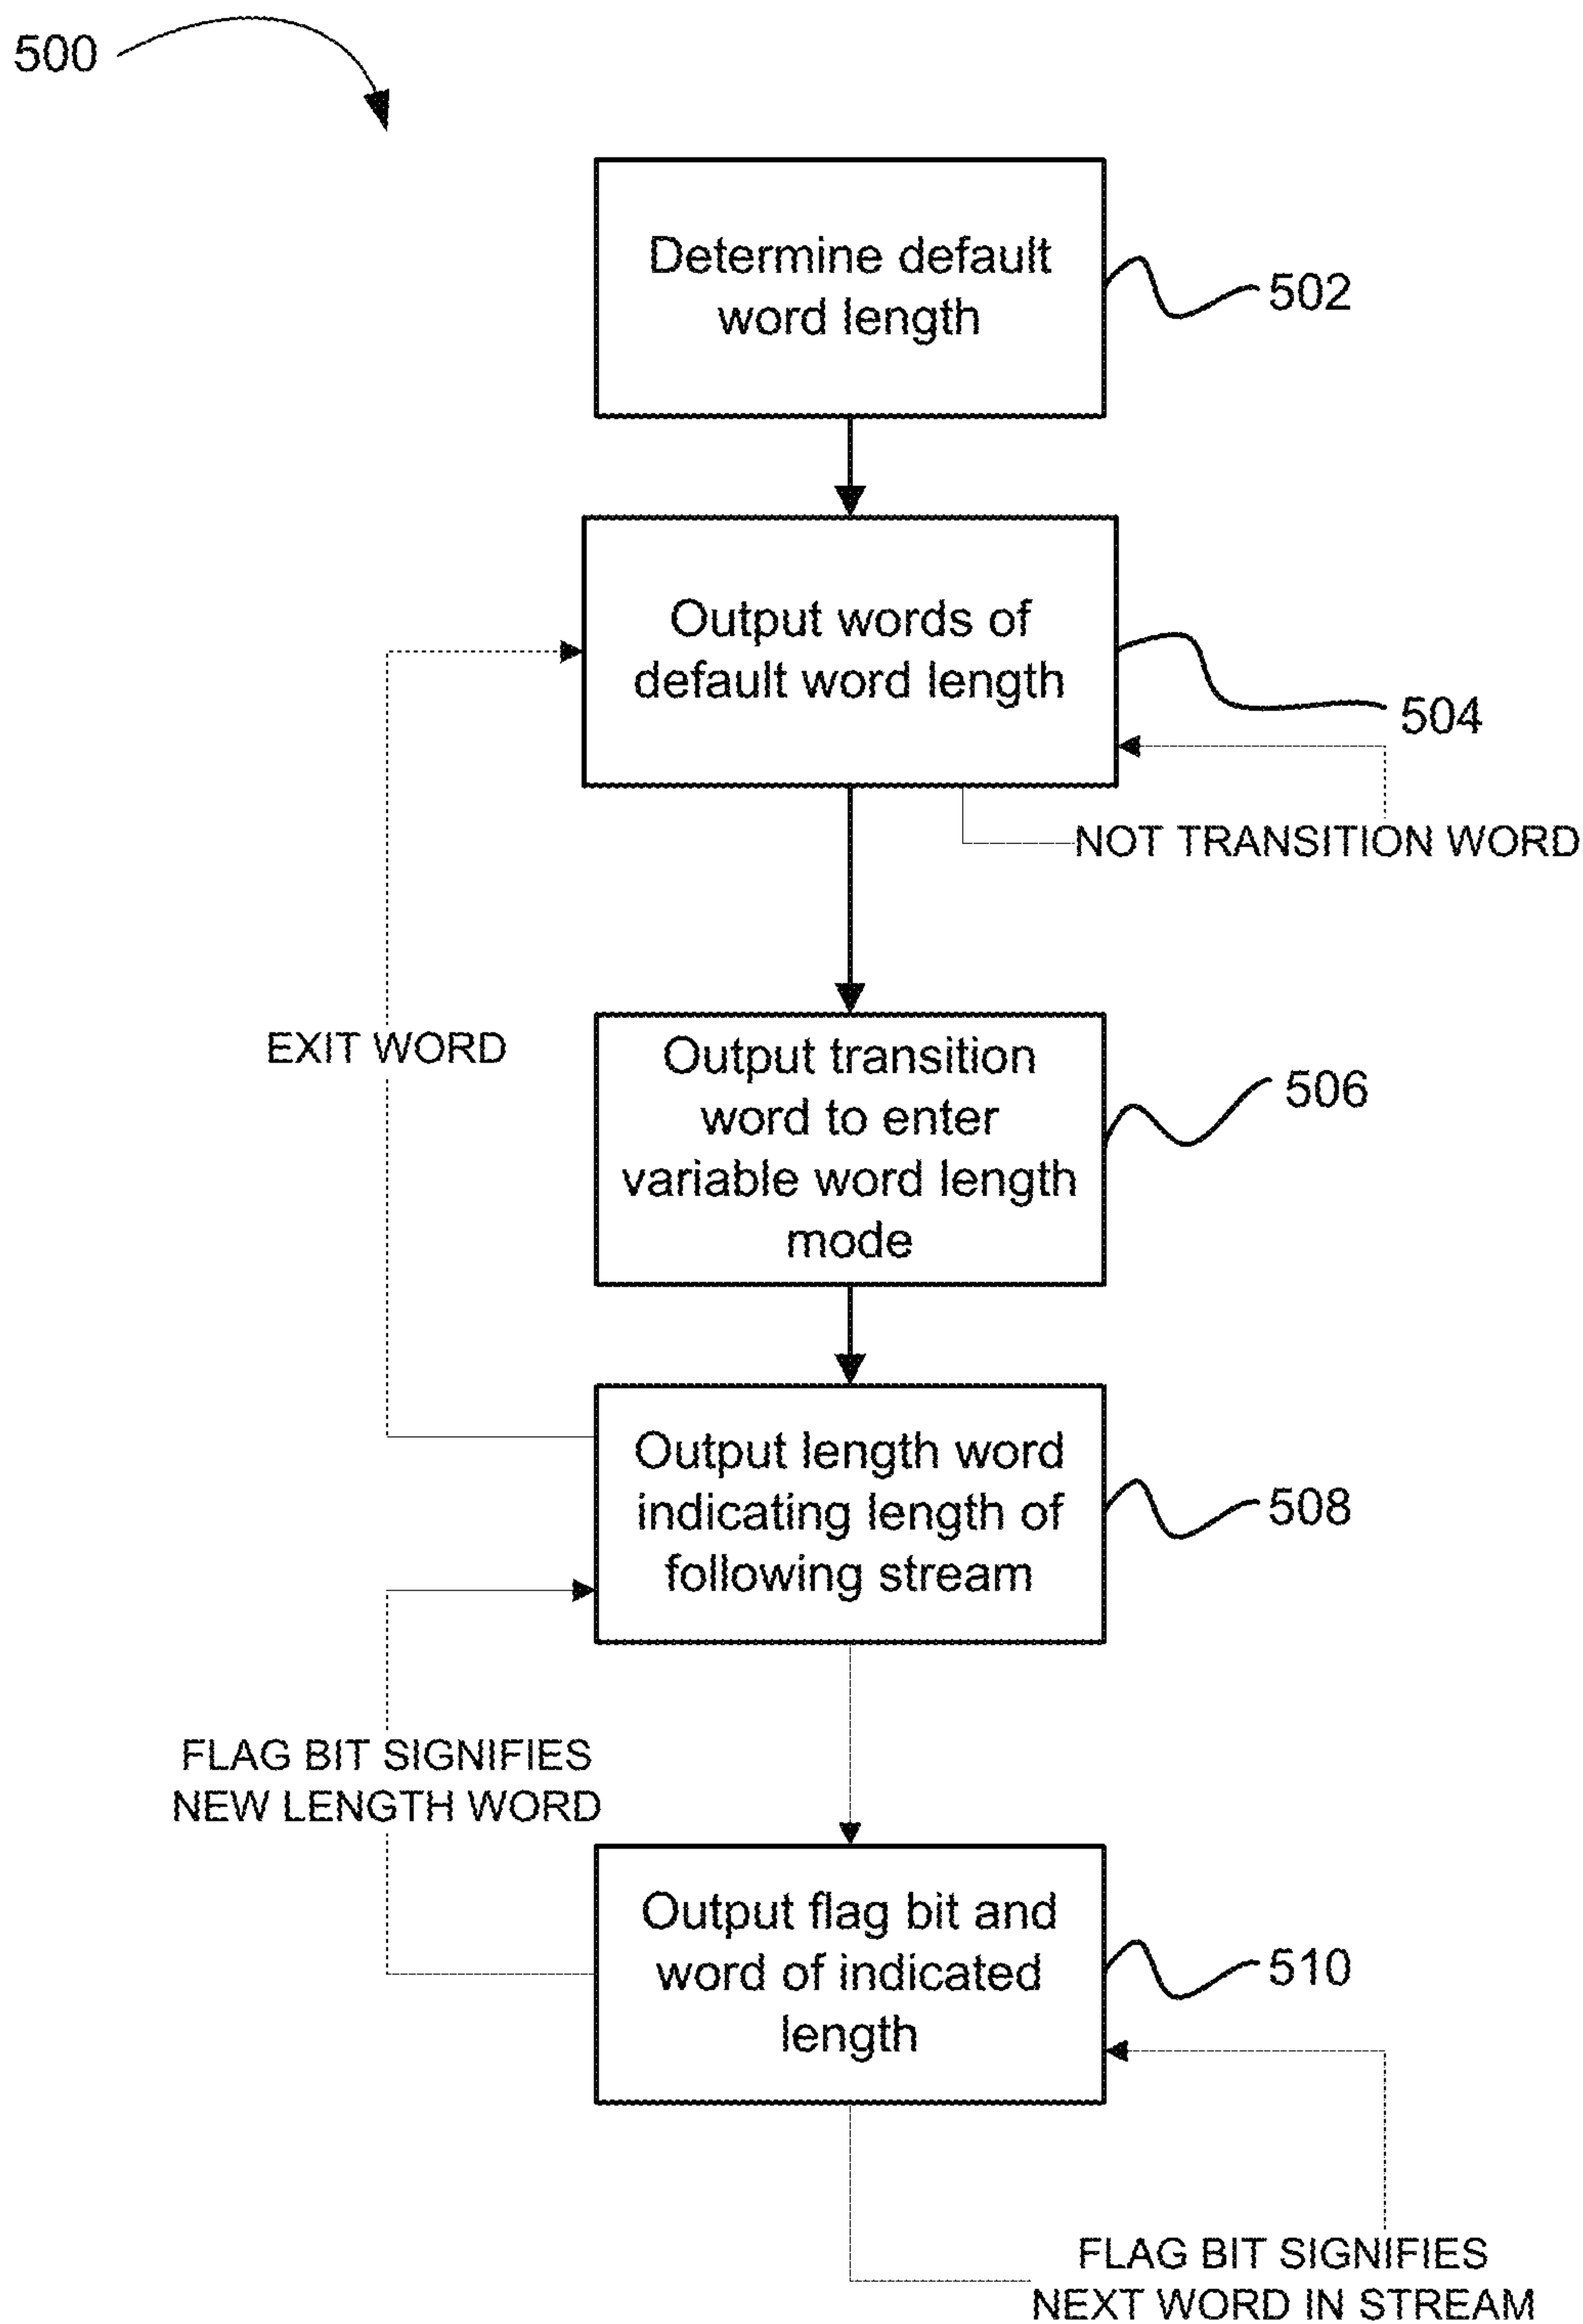 500
Determine default
word length
502
Output words of
default word length
504
NOT TRANSITION WORD
EXIT WORD
Output transition
word to enter
variable word length
mode
506
Output length word
indicating length of
following stream
508
FLAG BIT SIGNIFIES
NEW LENGTH WORD
Output flag bit and
word of indicated
length
510
FLAG BIT SIGNIFIES
NEXT WORD IN STREAM